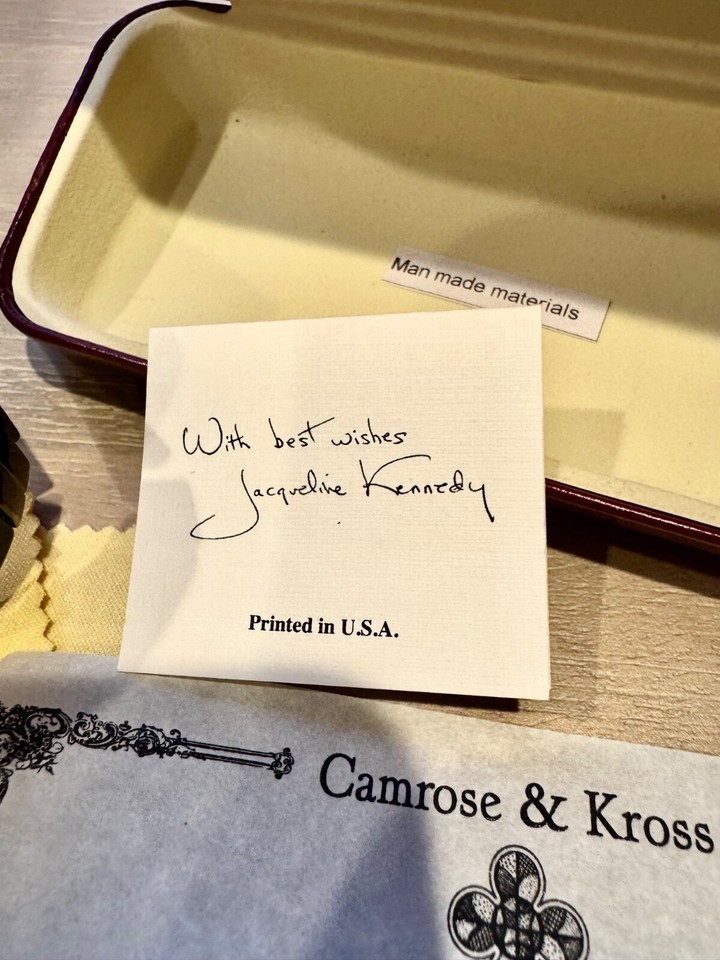 Man made materials
With best wishes
Jacqueline Kennedy
Printed in U.S.A.
Camrose & Kross